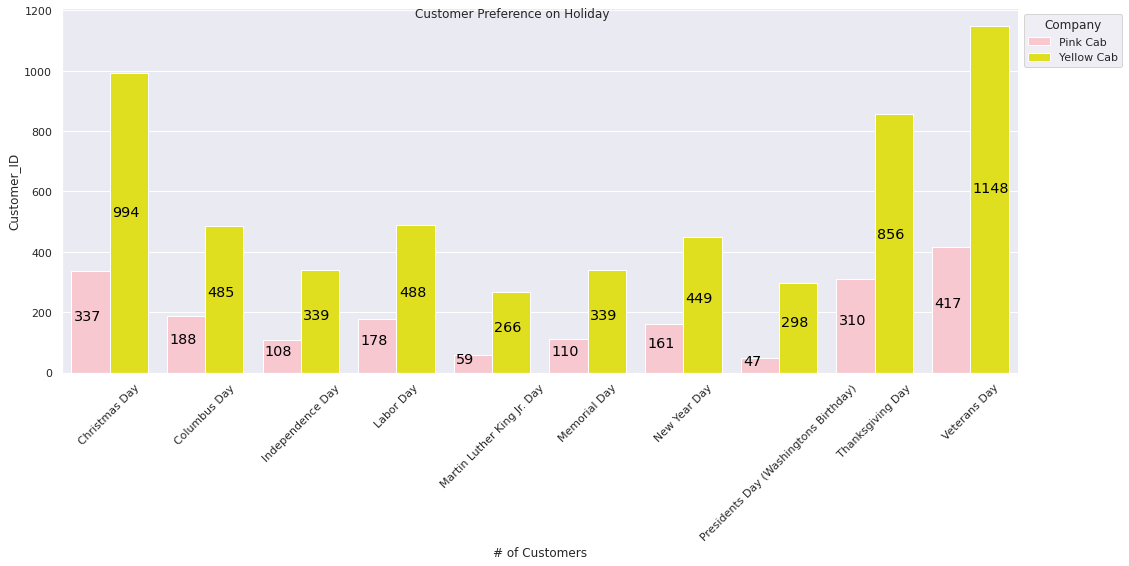 Customer Preference on Holiday
Company
Pink Cab
Yellow Cab
Customer_ID
1200
1000
800
600
400
200
0
337
994
188
485
108
339
178
488
59
266
110
339
161
449
47
298
310
856
417
1148
Christmas Day
Columbus Day
Independence Day
Labor Day
Martin Luther King Jr. Day
Memorial Day
New Year Day
Presidents Day (Washingtons Birthday)
Thanksgiving Day
Veterans Day
# of Customers